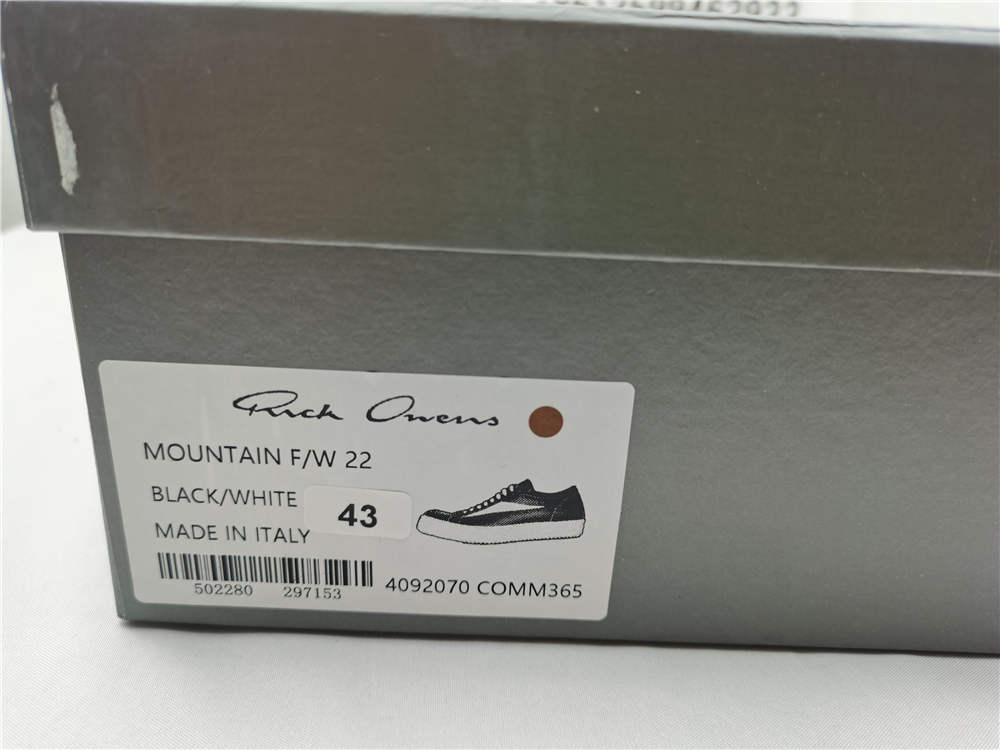 Rick Owens
MOUNTAIN F/W 22
BLACK/WHITE
43
MADE IN ITALY
502280 297153
4092070 COMM365